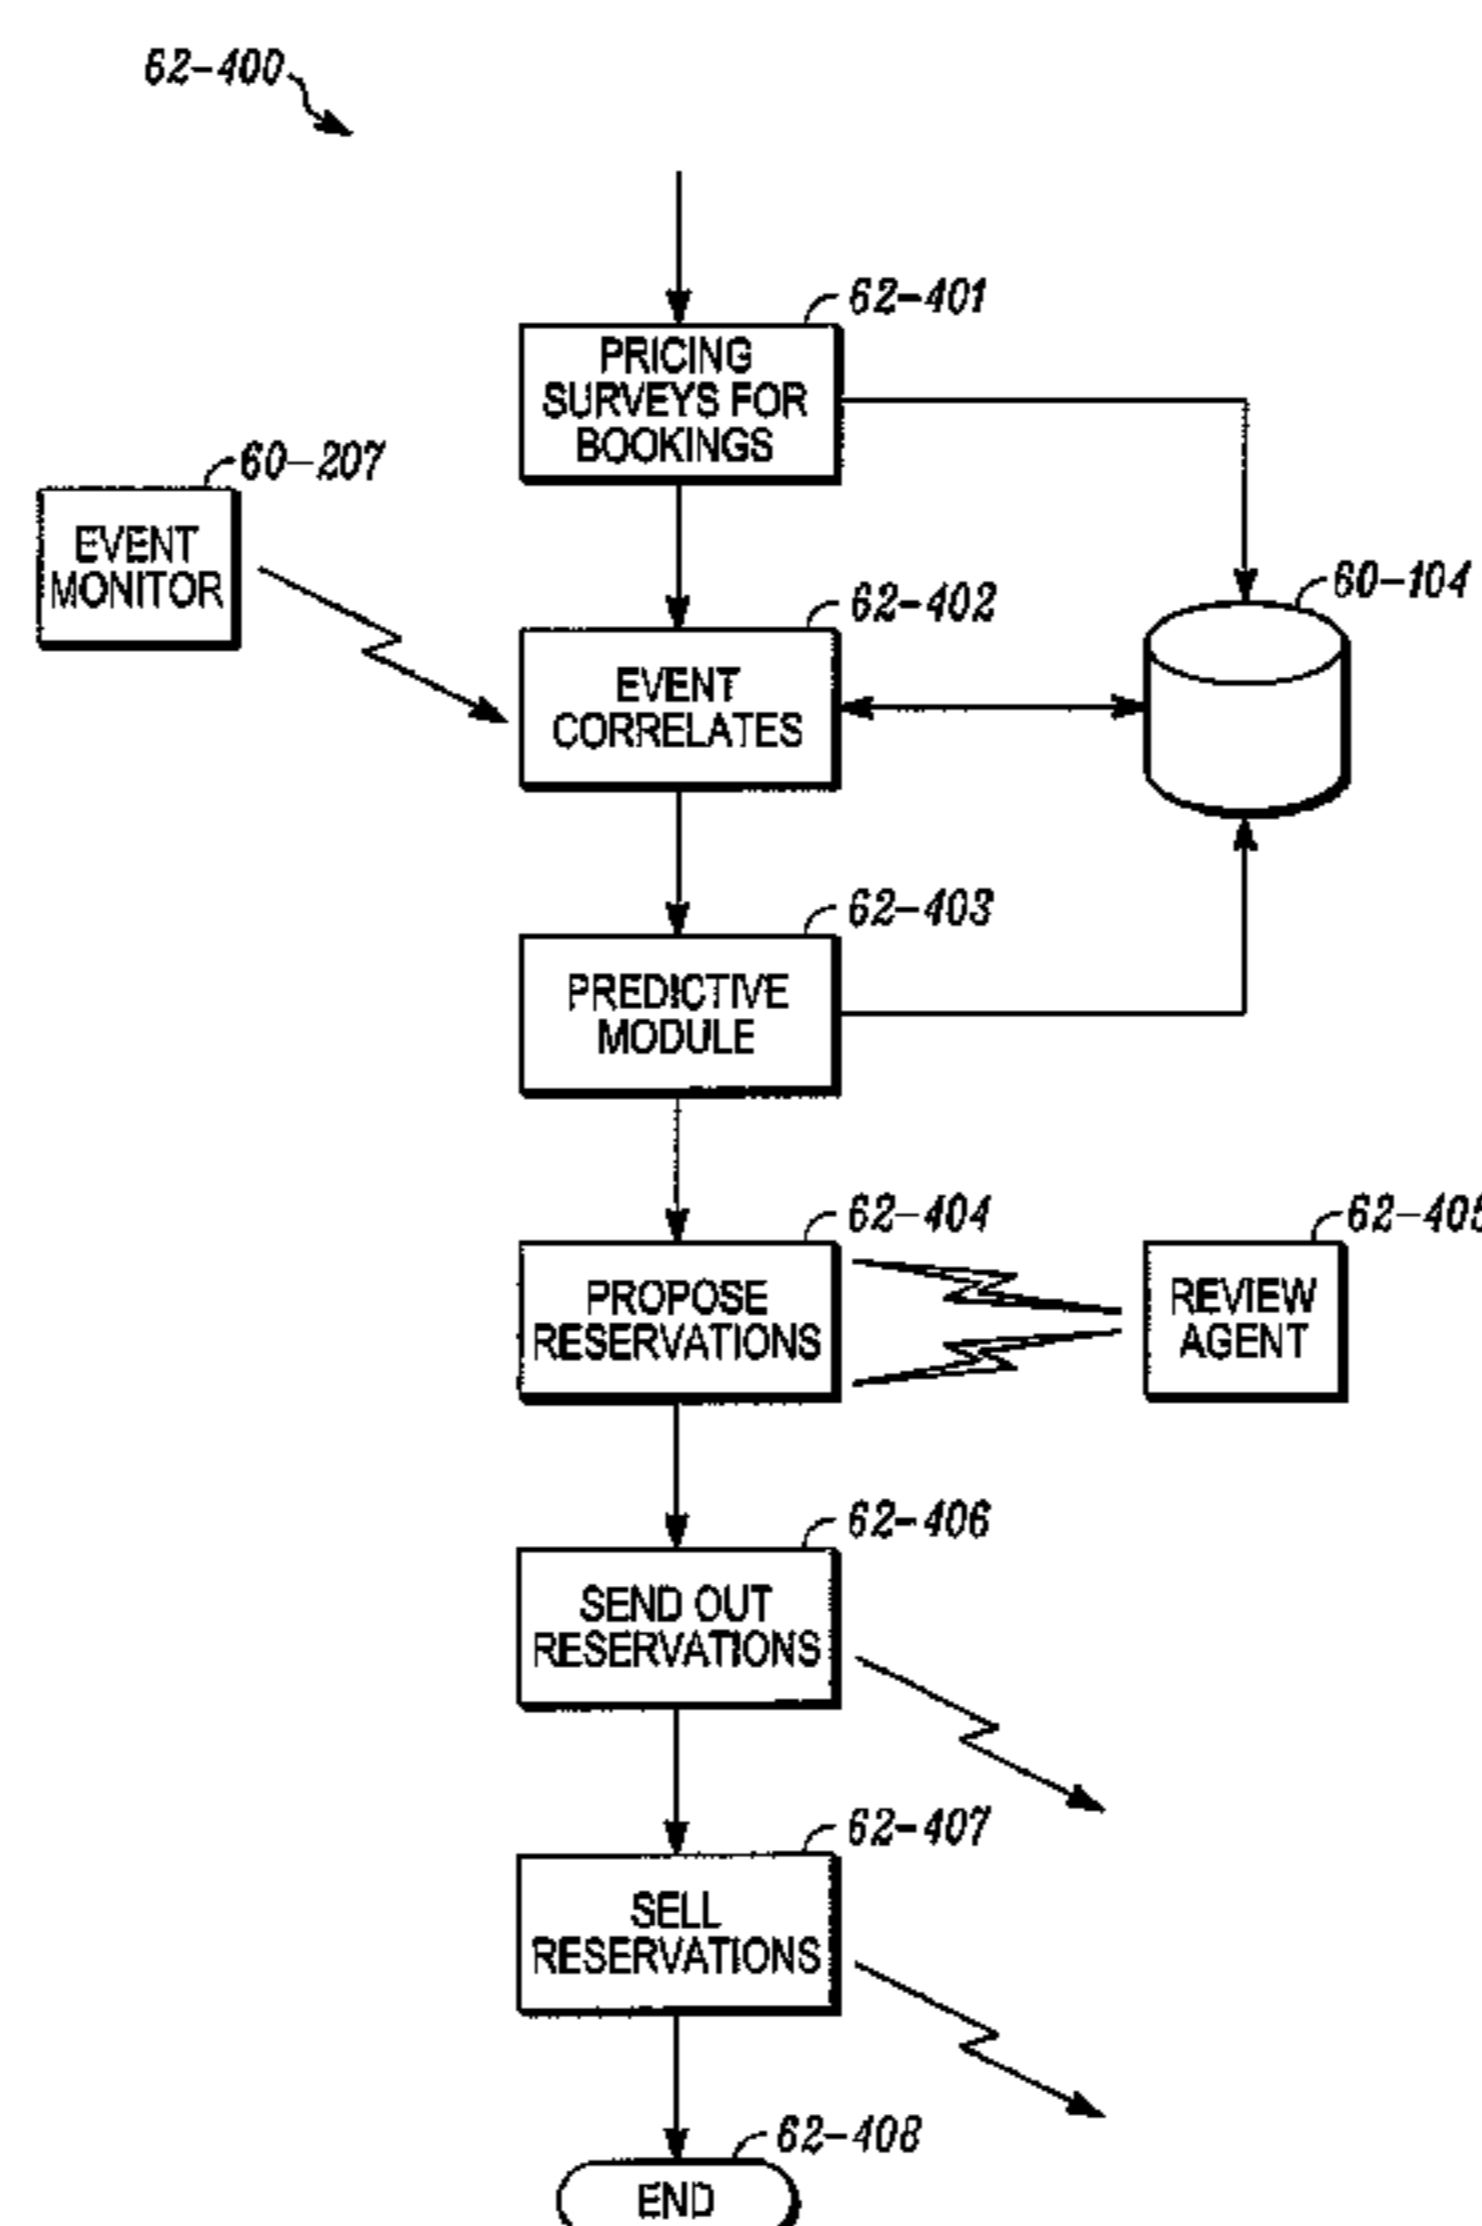 62-400
62-401
PRICING
SURVEYS FOR
BOOKINGS
60-207
EVENT
MONITOR
62-402
EVENT
CORRELATES
60-104
62-403
PREDICTIVE
MODULE
62-404
PROPOSE
RESERVATIONS
62-405
REVIEW
AGENT
62-406
SEND OUT
RESERVATIONS
62-407
SELL
RESERVATIONS
62-408
END